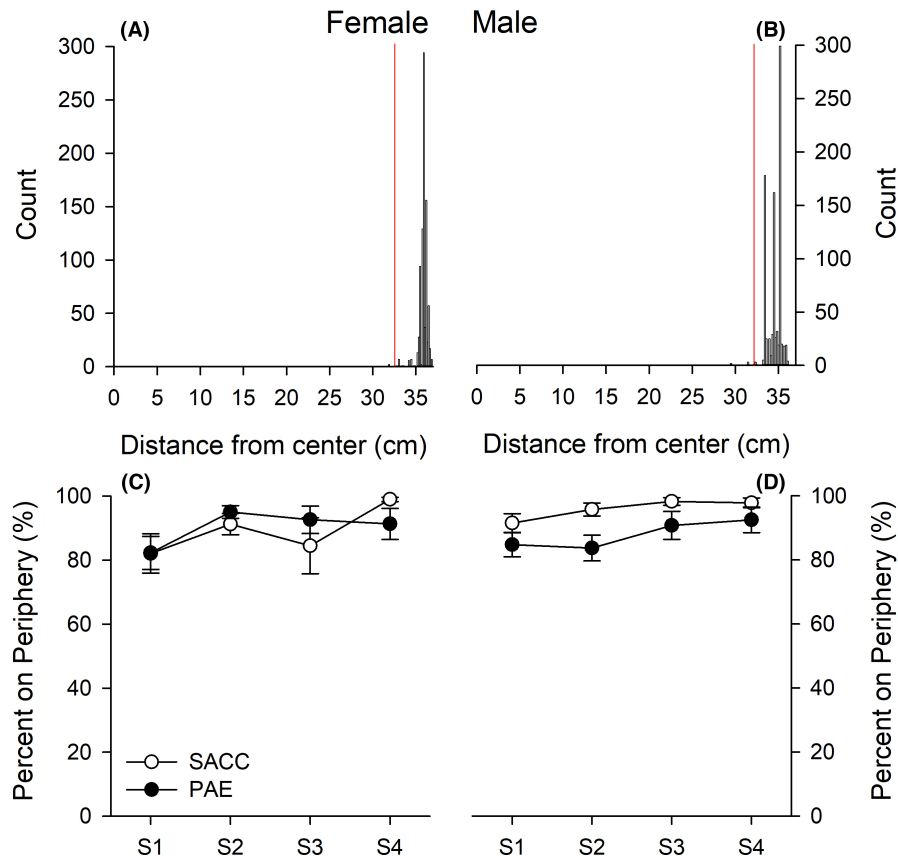 (A) Female Male (B)
300 300
250 250
200 200
150 150
100 100
50 50
0 0
Count Count
0 5 10 15 20 25 30 35 0 5 10 15 20 25 30 35
Distance from center (cm) Distance from center (cm)
(C) (D)
100 100
80 80
60 60
40 40
20 20
0 0
Percent on Periphery (%) Percent on Periphery (%)
SACC
PAE
S1 S2 S3 S4 S1 S2 S3 S4